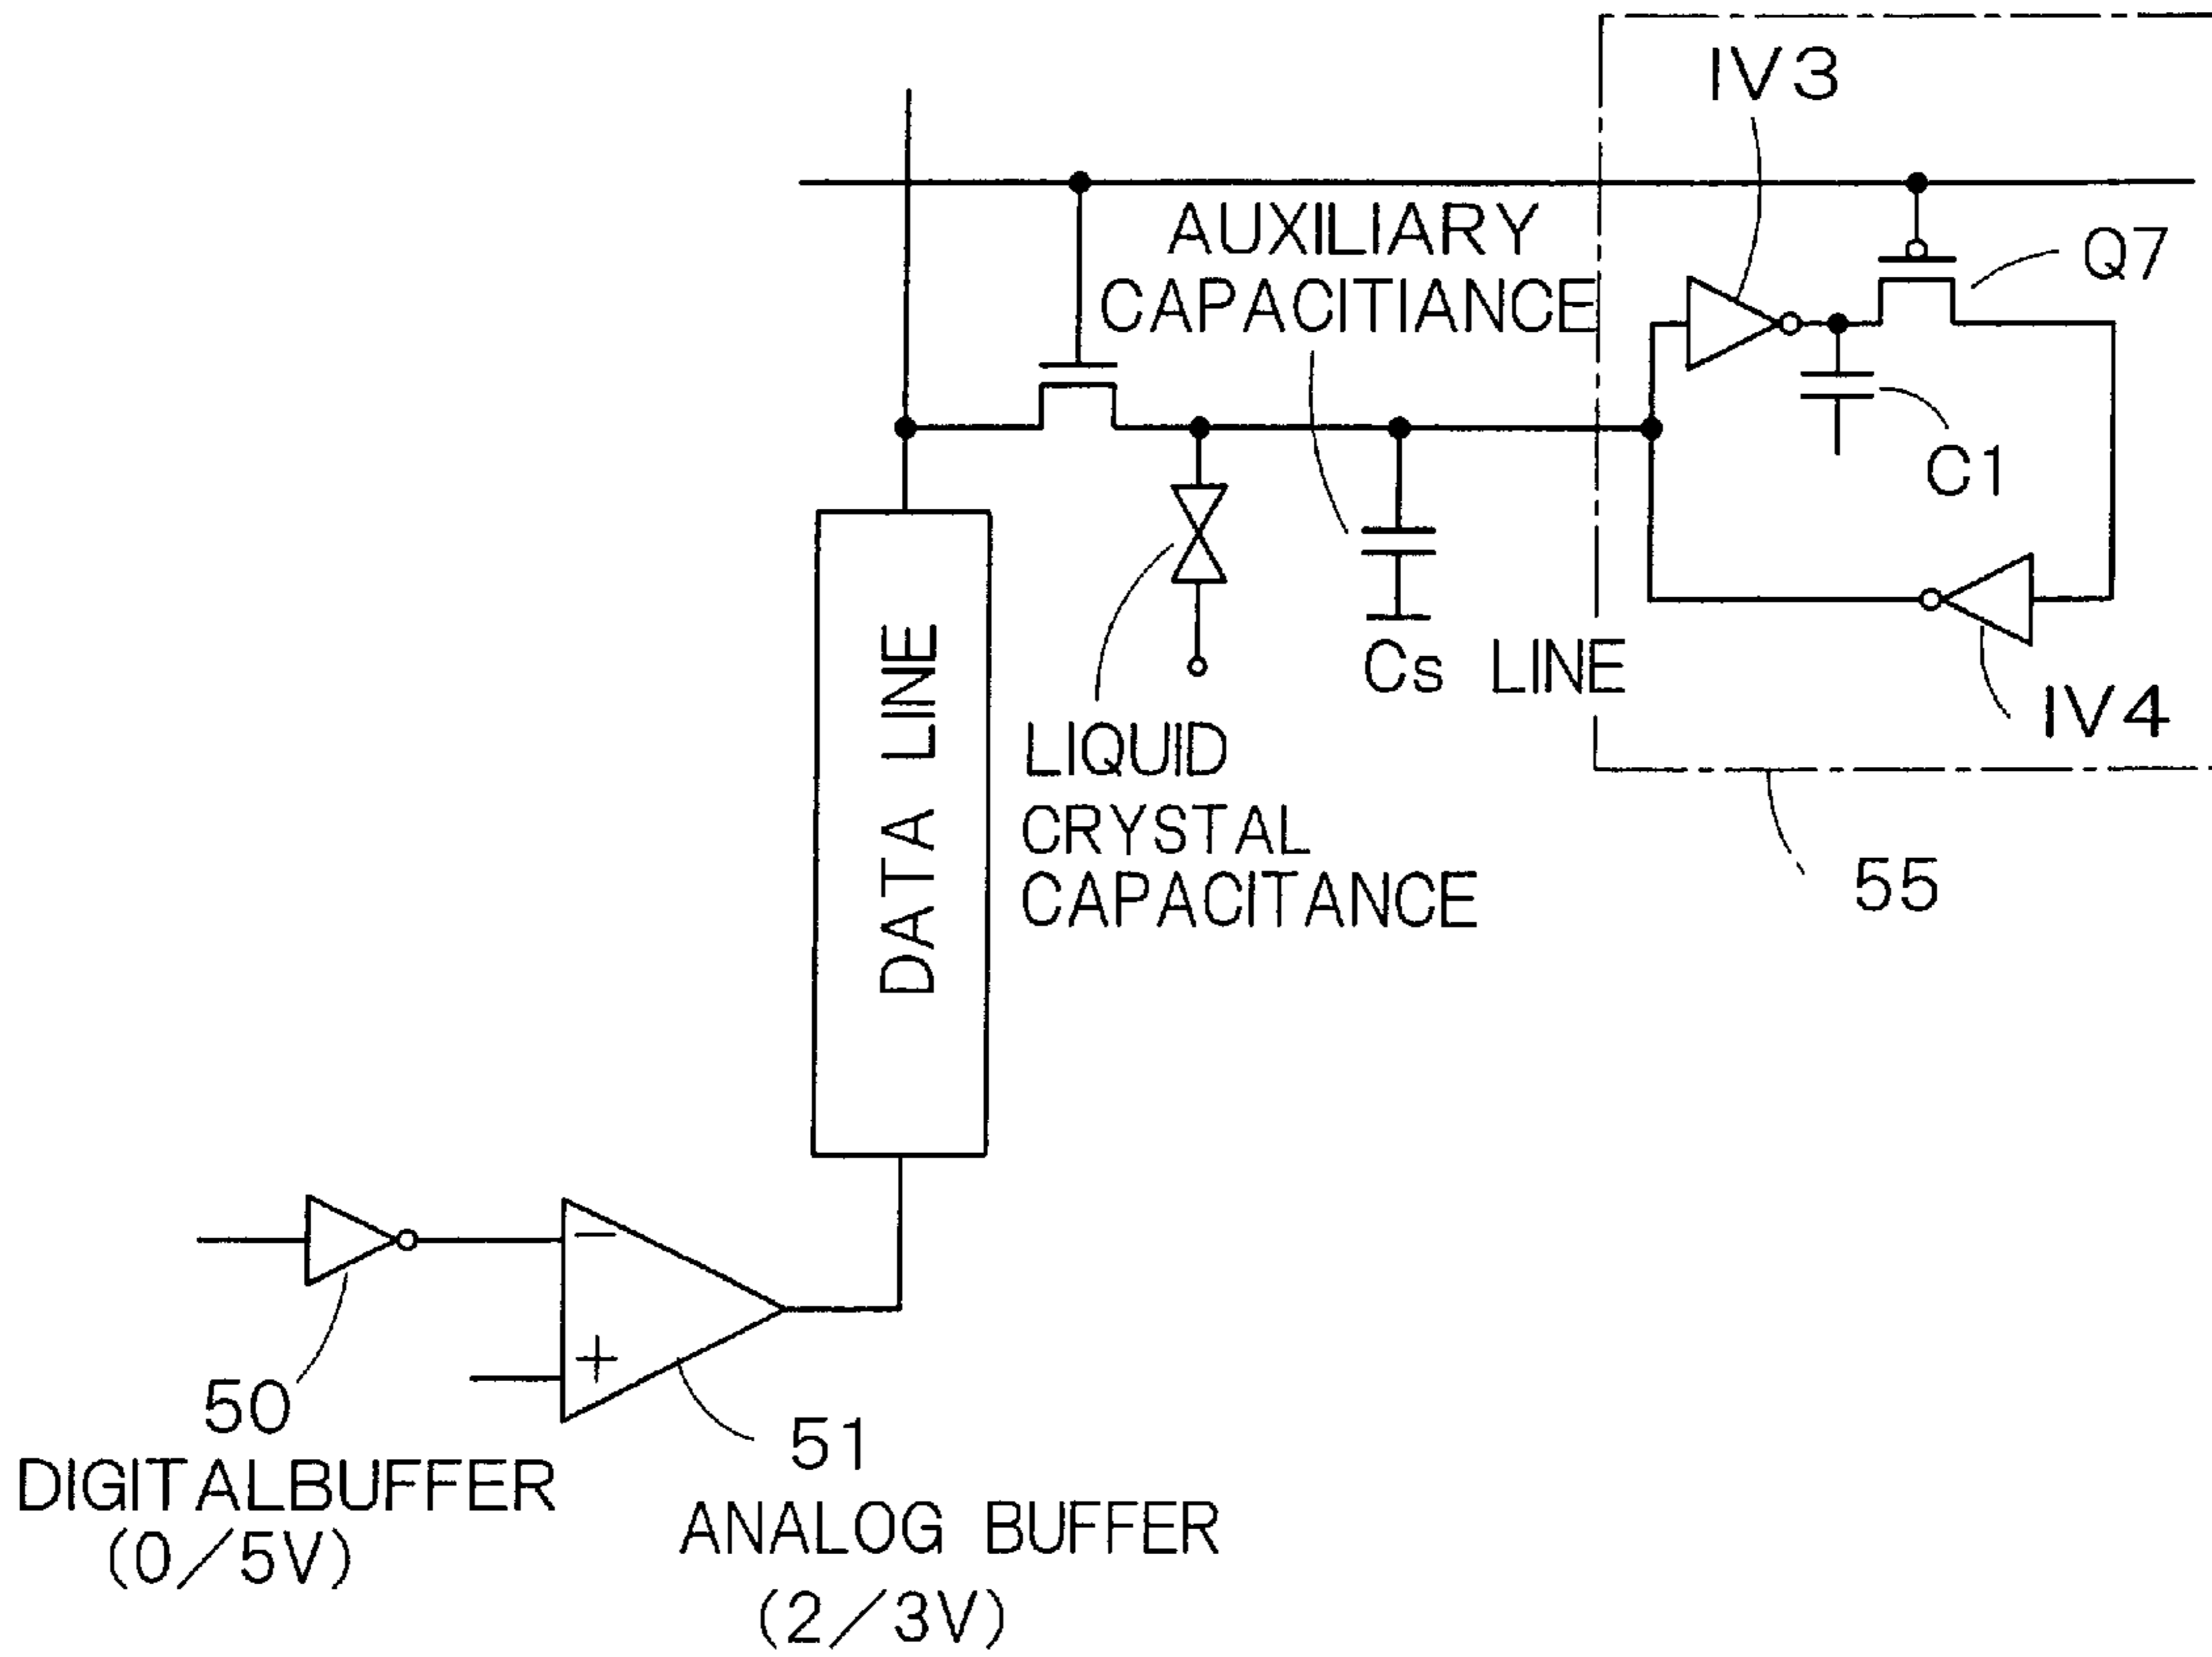 IV3
AUXILIARY
CAPACITIANCE
Q7
C1
Cs LINE
IV4
LIQUID
CRYSTAL
CAPACITANCE
55
DATA LINE
−
+
50
DIGITALBUFFER
(0/5V)
51
ANALOG BUFFER
(2/3V)